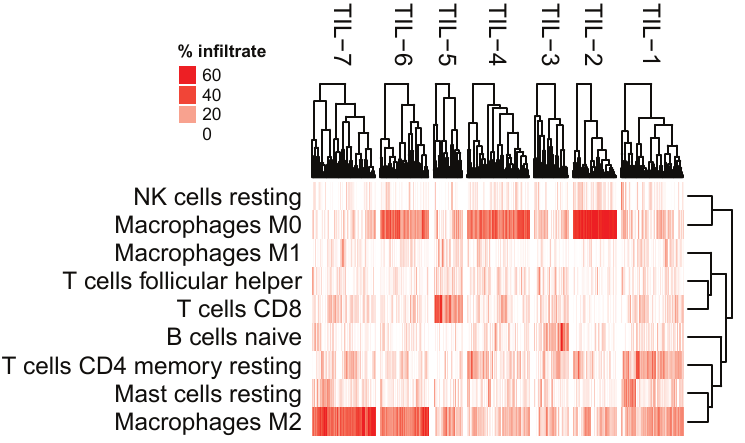 TIL−7
TIL−6
TIL−5
TIL−4
TIL−3
TIL−2
TIL−1
% infiltrate
60
40
20
0
NK cells resting
Macrophages M0
Macrophages M1
T cells follicular helper
T cells CD8
B cells naive
T cells CD4 memory resting
Mast cells resting
Macrophages M2